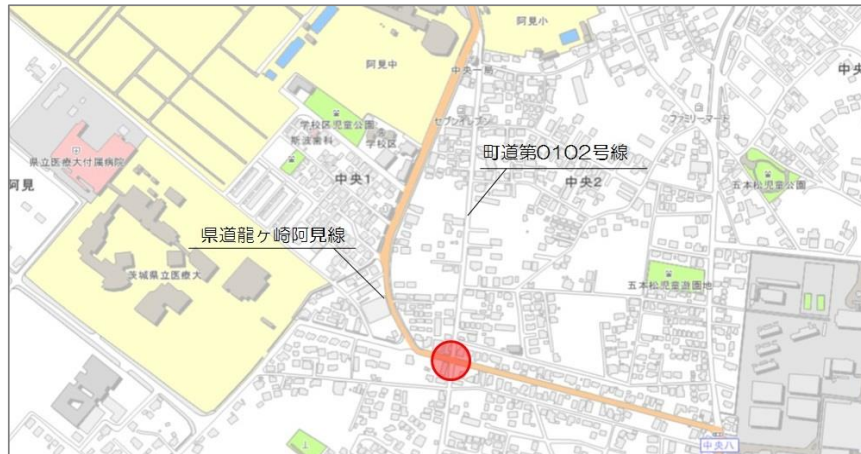 阿見小
阿見中
中央一局
中央
セブンイレブン
ファミリーマート
学校区児童公園
斯波歯科
学校区
町道第0102号線
県立医療大付属病院
中央1
中央2
五本松児童公園
阿見
県道龍ヶ崎阿見線
茨城県立医療大
五本松児童遊園地
中央八